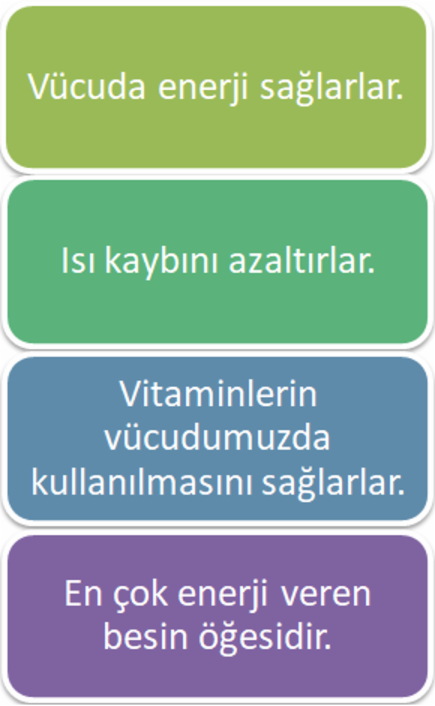 Vücuda enerji sağlarlar.
Isı kaybını azaltırlar.
Vitaminlerin
vücudumuzda
kullanılmasını sağlarlar.
En çok enerji veren
besin öğesidir.